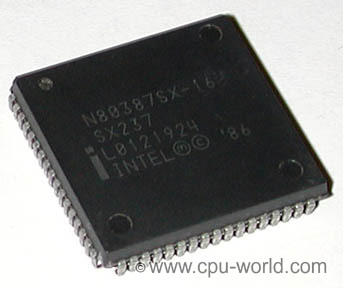 N80387SX-16
SX237
L0121924
INTEL Ⓜ © '86
© www.cpu-world.com